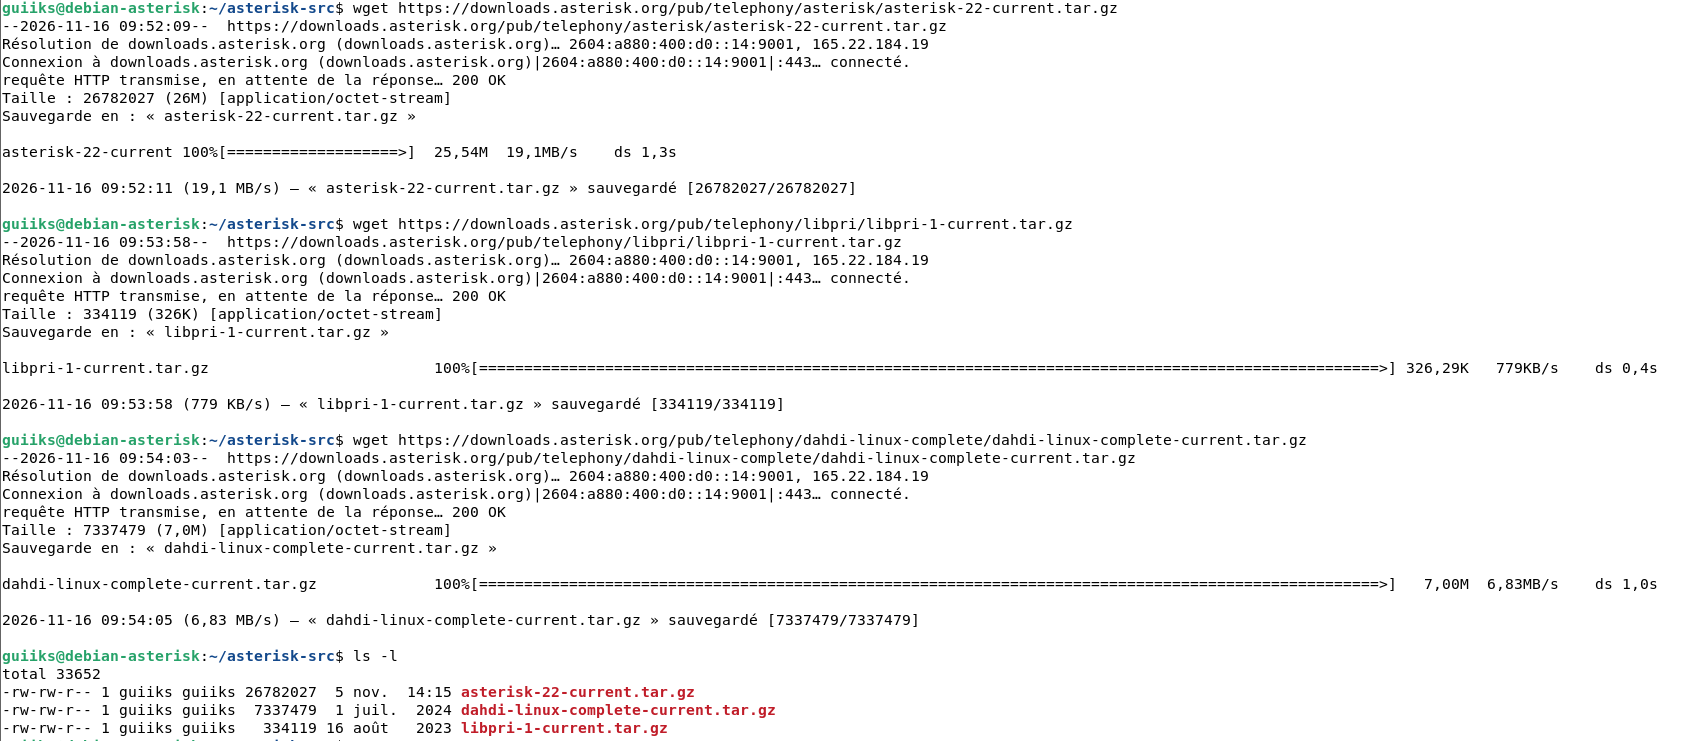 guiiks@debian-asterisk:~/asterisk-src$ wget https://downloads.asterisk.org/pub/telephony/asterisk/asterisk-22-current.tar.gz
--2026-11-16 09:52:09--  https://downloads.asterisk.org/pub/telephony/asterisk/asterisk-22-current.tar.gz
Résolution de downloads.asterisk.org (downloads.asterisk.org)… 2604:a880:400:d0::14:9001, 165.22.184.19
Connexion à downloads.asterisk.org (downloads.asterisk.org)|2604:a880:400:d0::14:9001|:443… connecté.
requête HTTP transmise, en attente de la réponse… 200 OK
Taille : 26782027 (26M) [application/octet-stream]
Sauvegarde en : « asterisk-22-current.tar.gz »
asterisk-22-current 100%[===================>]  25,54M  19,1MB/s    ds 1,3s
2026-11-16 09:52:11 (19,1 MB/s) — « asterisk-22-current.tar.gz » sauvegardé [26782027/26782027]
guiiks@debian-asterisk:~/asterisk-src$ wget https://downloads.asterisk.org/pub/telephony/libpri/libpri-1-current.tar.gz
--2026-11-16 09:53:58--  https://downloads.asterisk.org/pub/telephony/libpri/libpri-1-current.tar.gz
Résolution de downloads.asterisk.org (downloads.asterisk.org)… 2604:a880:400:d0::14:9001, 165.22.184.19
Connexion à downloads.asterisk.org (downloads.asterisk.org)|2604:a880:400:d0::14:9001|:443… connecté.
requête HTTP transmise, en attente de la réponse… 200 OK
Taille : 334119 (326K) [application/octet-stream]
Sauvegarde en : « libpri-1-current.tar.gz »
libpri-1-current.tar.gz                         100%[====================================================================================================>] 326,29K   779KB/s    ds 0,4s
2026-11-16 09:53:58 (779 KB/s) — « libpri-1-current.tar.gz » sauvegardé [334119/334119]
guiiks@debian-asterisk:~/asterisk-src$ wget https://downloads.asterisk.org/pub/telephony/dahdi-linux-complete/dahdi-linux-complete-current.tar.gz
--2026-11-16 09:54:03--  https://downloads.asterisk.org/pub/telephony/dahdi-linux-complete/dahdi-linux-complete-current.tar.gz
Résolution de downloads.asterisk.org (downloads.asterisk.org)… 2604:a880:400:d0::14:9001, 165.22.184.19
Connexion à downloads.asterisk.org (downloads.asterisk.org)|2604:a880:400:d0::14:9001|:443… connecté.
requête HTTP transmise, en attente de la réponse… 200 OK
Taille : 7337479 (7,0M) [application/octet-stream]
Sauvegarde en : « dahdi-linux-complete-current.tar.gz »
dahdi-linux-complete-current.tar.gz             100%[====================================================================================================>]   7,00M  6,83MB/s    ds 1,0s
2026-11-16 09:54:05 (6,83 MB/s) — « dahdi-linux-complete-current.tar.gz » sauvegardé [7337479/7337479]
guiiks@debian-asterisk:~/asterisk-src$ ls -l
total 33652
-rw-rw-r-- 1 guiiks guiiks 26782027  5 nov.  14:15 asterisk-22-current.tar.gz
-rw-rw-r-- 1 guiiks guiiks  7337479  1 juil.  2024 dahdi-linux-complete-current.tar.gz
-rw-rw-r-- 1 guiiks guiiks   334119 16 août   2023 libpri-1-current.tar.gz